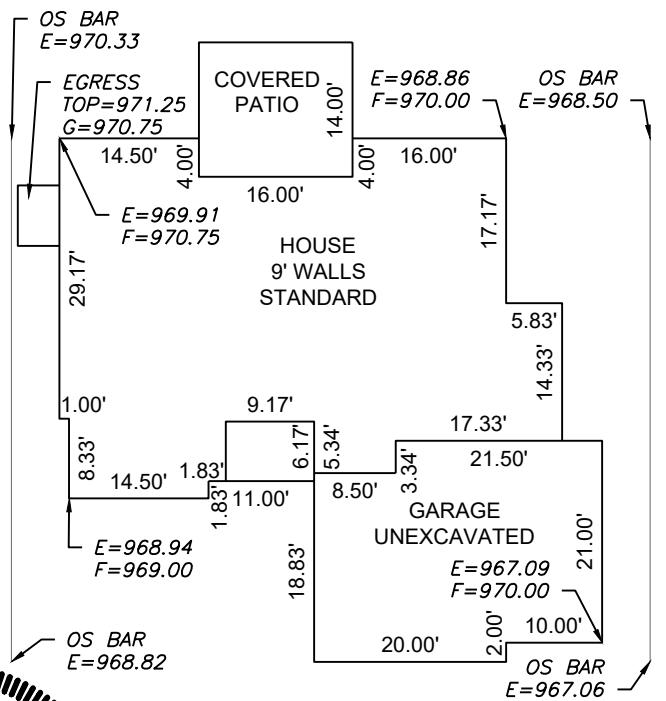 OS BAR
E=970.33
EGRESS
TOP=971.25
G=970.75
COVERED
PATIO
14.00'
E=968.86
F=970.00
OS BAR
E=968.50
14.50'
4.00'
16.00'
4.00'
16.00'
E=969.91
F=970.75
17.17'
HOUSE
9' WALLS
STANDARD
29.17'
5.83'
14.33'
1.00'
8.33'
9.17'
6.17'
5.34'
17.33'
21.50'
3.34'
14.50'
1.83'
1.83'
11.00'
8.50'
GARAGE
UNEXCAVATED
21.00'
E=968.94
F=969.00
18.83'
E=967.09
F=970.00
OS BAR
E=968.82
20.00'
2.00'
10.00'
OS BAR
E=967.06